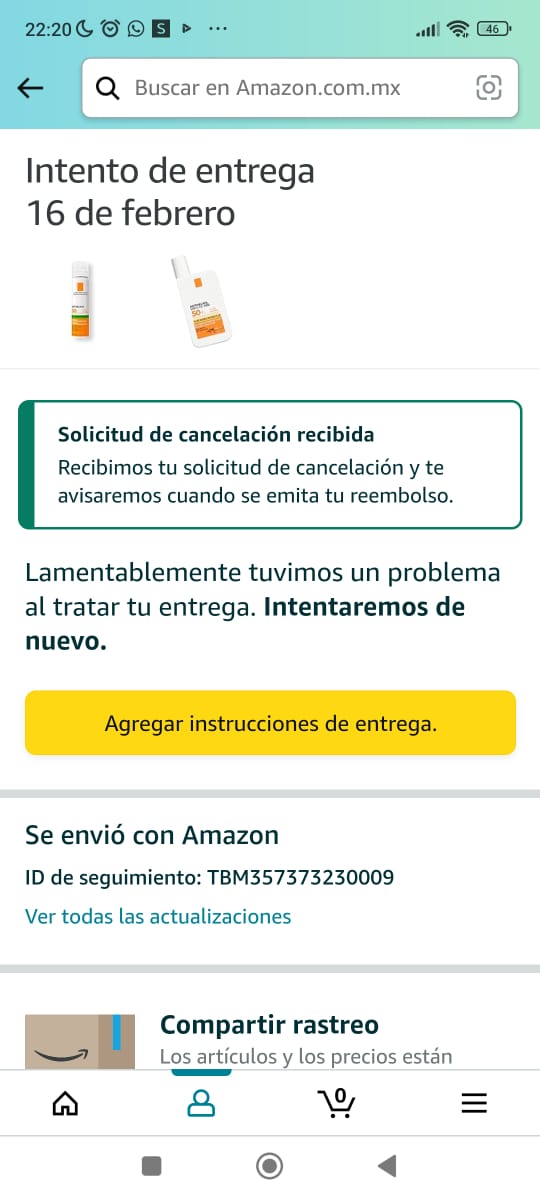 22:20
46
Buscar en Amazon.com.mx
Intento de entrega
16 de febrero
50+
Solicitud de cancelación recibida
Recibimos tu solicitud de cancelación y te
avisaremos cuando se emita tu reembolso.
Lamentablemente tuvimos un problema
al tratar tu entrega. Intentaremos de
nuevo.
Agregar instrucciones de entrega.
Se envió con Amazon
ID de seguimiento: TBM357373230009
Ver todas las actualizaciones
Compartir rastreo
Los artículos y los precios están
0